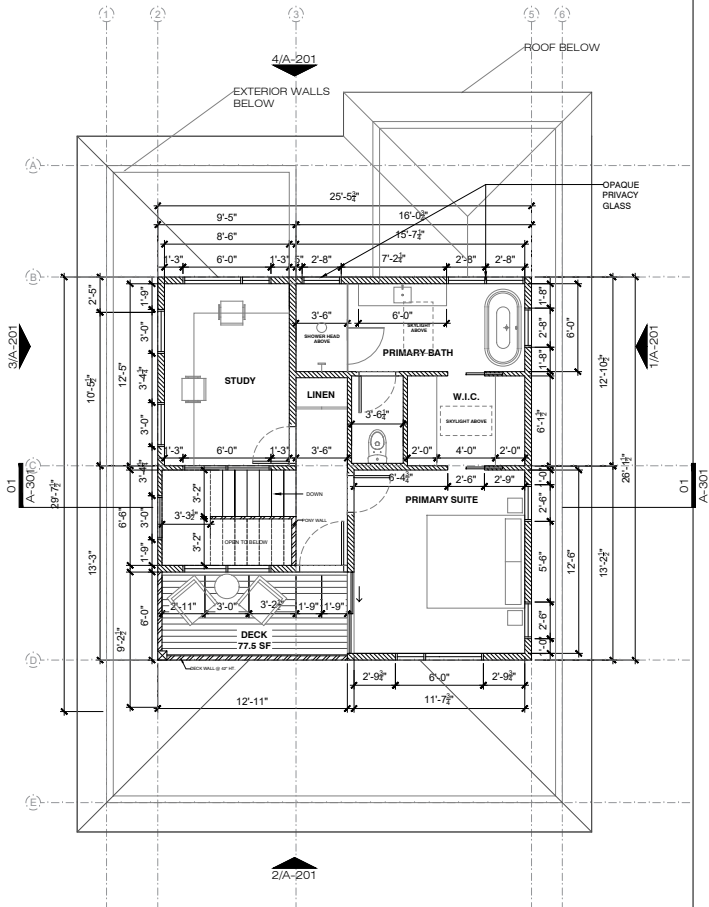 1
2
3
5
6
4/A-201
ROOF BELOW
EXTERIOR WALLS
BELOW
A
OPAQUE
PRIVACY
GLASS
25'-5¾"
9'-5"
16'-0¾"
8'-6"
15'-7¼"
1'-3"
6'-0"
1'-3"
2'-8"
7'-2¼"
2'-8"
2'-8"
B
2'-5"
1'-9"
3'-0"
3'-4½"
3'-0"
12'-5"
10'-5½"
3/A-201
3'-6"
6'-0"
SHOWER HEAD
ABOVE
SKYLIGHT
ABOVE
PRIMARY BATH
1'-8"
2'-8"
1'-8"
6'-0"
12'-10½"
1/A-201
STUDY
LINEN
W.I.C.
3'-6¼"
SKYLIGHT ABOVE
6'-1½"
1'-3"
6'-0"
1'-3"
3'-6"
2'-0"
4'-0"
2'-0"
C
01
A-301
29'-7½"
26'-1½"
01
A-301
6'-4¾"
2'-6"
2'-9"
PRIMARY SUITE
3'-2"
DOWN
3'-3½"
PONY WALL
3'-2"
OPEN TO BELOW
6'-6"
3'-0"
1'-9"
13'-3"
6'-0"
9'-2½"
1'-0"
2'-6"
5'-6"
2'-6"
1'-0"
12'-6"
13'-2½"
2'-11"
3'-0"
1'-9"
1'-9"
DECK
77.5 SF
D
DECK WALL @ 42" HT.
2'-9¾"
6'-0"
2'-9¾"
12'-11"
11'-7¾"
E
2/A-201